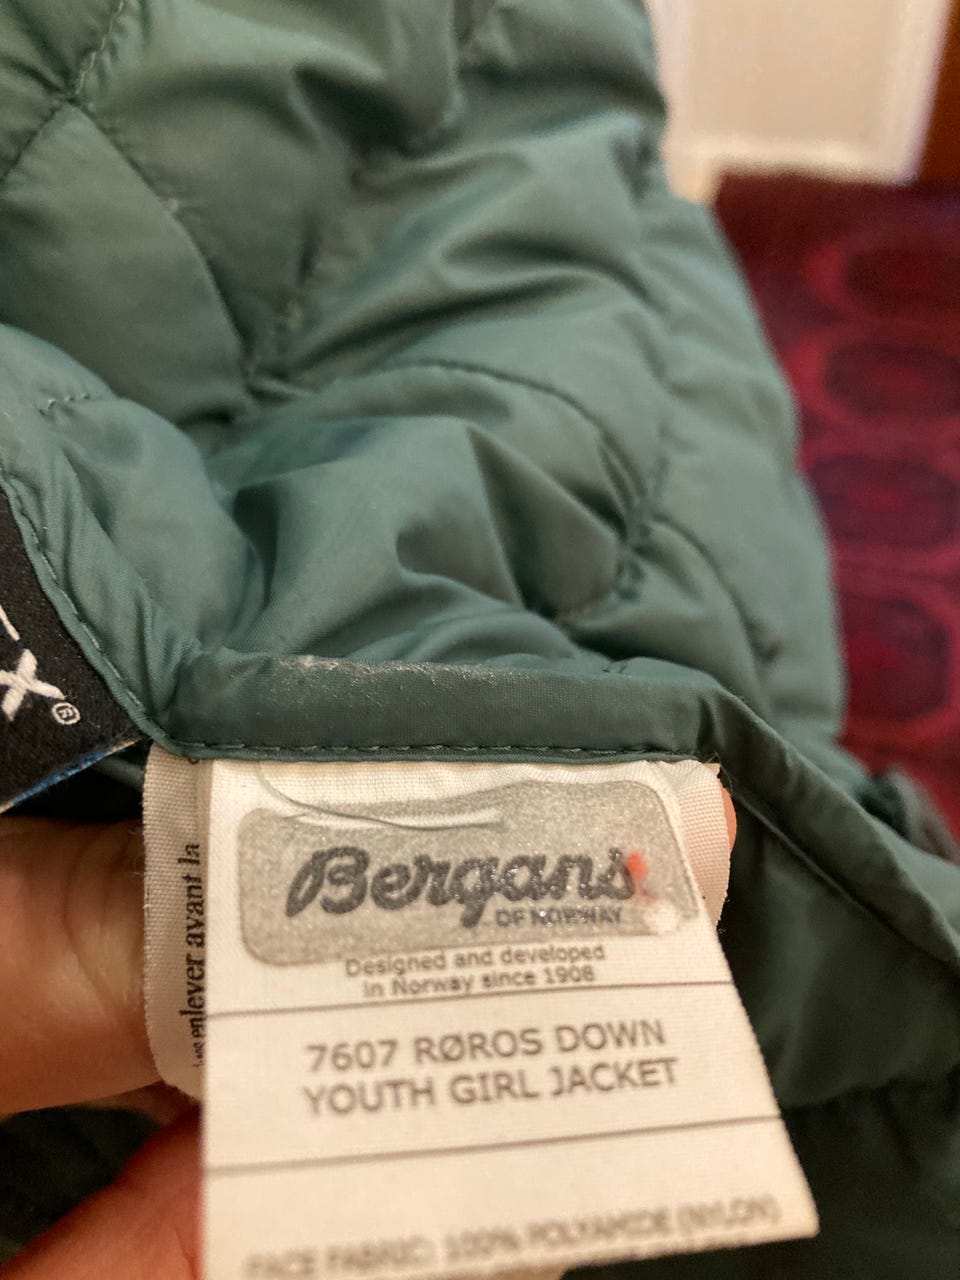 Bergans
OF NORWAY
Designed and developed
in Norway since 1908
7607 RØROS DOWN
YOUTH GIRL JACKET
FACE FABRIC: 100% POLYAMIDE (NYLON)
enlever avant la
X®